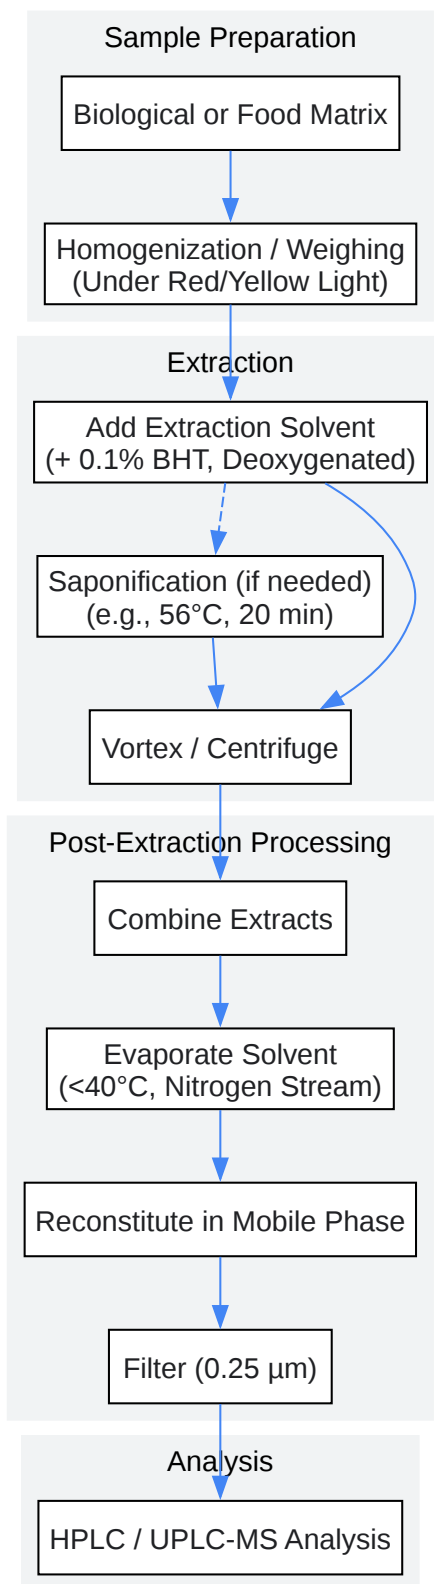 Sample Preparation
Biological or Food Matrix
Homogenization / Weighing
(Under Red/Yellow Light)
Extraction
Add Extraction Solvent
(+ 0.1% BHT, Deoxygenated)
Saponification (if needed)
(e.g., 56°C, 20 min)
Vortex / Centrifuge
Post-Extraction Processing
Combine Extracts
Evaporate Solvent
(<40°C, Nitrogen Stream)
Reconstitute in Mobile Phase
Filter (0.25 µm)
Analysis
HPLC / UPLC-MS Analysis